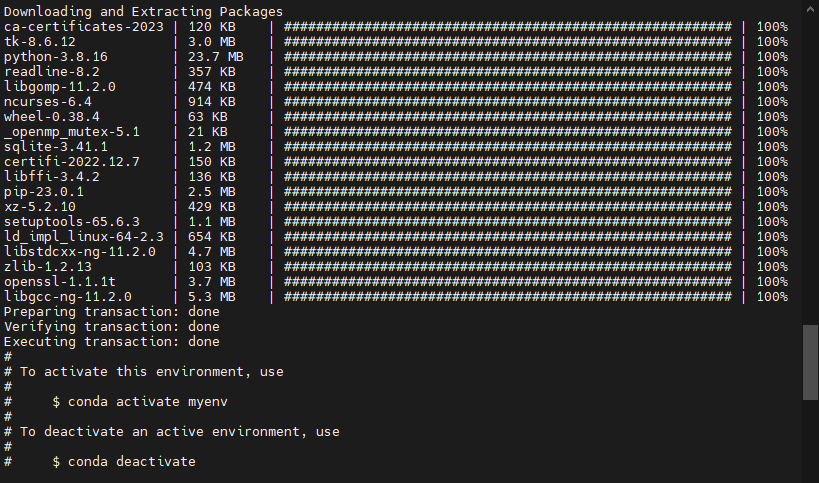 Downloading and Extracting Packages
ca-certificates-2023 | 120 KB    | ######################################################## | 100%
tk-8.6.12            | 3.0 MB    | ######################################################## | 100%
python-3.8.16        | 23.7 MB   | ######################################################## | 100%
readline-8.2         | 357 KB    | ######################################################## | 100%
libgomp-11.2.0       | 474 KB    | ######################################################## | 100%
ncurses-6.4          | 914 KB    | ######################################################## | 100%
wheel-0.38.4         | 63 KB     | ######################################################## | 100%
_openmp_mutex-5.1    | 21 KB     | ######################################################## | 100%
sqlite-3.41.1        | 1.2 MB    | ######################################################## | 100%
certifi-2022.12.7    | 150 KB    | ######################################################## | 100%
libffi-3.4.2         | 136 KB    | ######################################################## | 100%
pip-23.0.1           | 2.5 MB    | ######################################################## | 100%
xz-5.2.10            | 429 KB    | ######################################################## | 100%
setuptools-65.6.3    | 1.1 MB    | ######################################################## | 100%
ld_impl_linux-64-2.3 | 654 KB    | ######################################################## | 100%
libstdcxx-ng-11.2.0  | 4.7 MB    | ######################################################## | 100%
zlib-1.2.13          | 103 KB    | ######################################################## | 100%
openssl-1.1.1t       | 3.7 MB    | ######################################################## | 100%
libgcc-ng-11.2.0     | 5.3 MB    | ######################################################## | 100%
Preparing transaction: done
Verifying transaction: done
Executing transaction: done
#
# To activate this environment, use
#
#     $ conda activate myenv
#
# To deactivate an active environment, use
#
#     $ conda deactivate